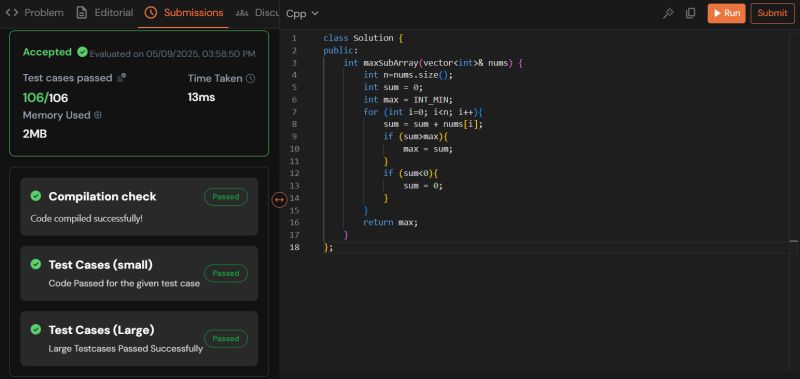 Problem Editorial Submissions Discu
Accepted Evaluated on 05/09/2025, 03:58:50 PM
Test cases passed Time Taken
106/106 13ms
Memory Used
2MB
Compilation check Passed
Code compiled successfully!
Test Cases (small) Passed
Code Passed for the given test case
Test Cases (Large) Passed
Large Testcases Passed Successfully
Cpp Run Submit
1 class Solution {
2 public:
3 int maxSubArray(vector<int>& nums) {
4 int n=nums.size();
5 int sum = 0;
6 int max = INT_MIN;
7 for (int i=0; i<n; i++){
8 sum = sum + nums[i];
9 if (sum>max){
10 max = sum;
11 }
12 if (sum<0){
13 sum = 0;
14 }
15 }
16 return max;
17 }
18 };